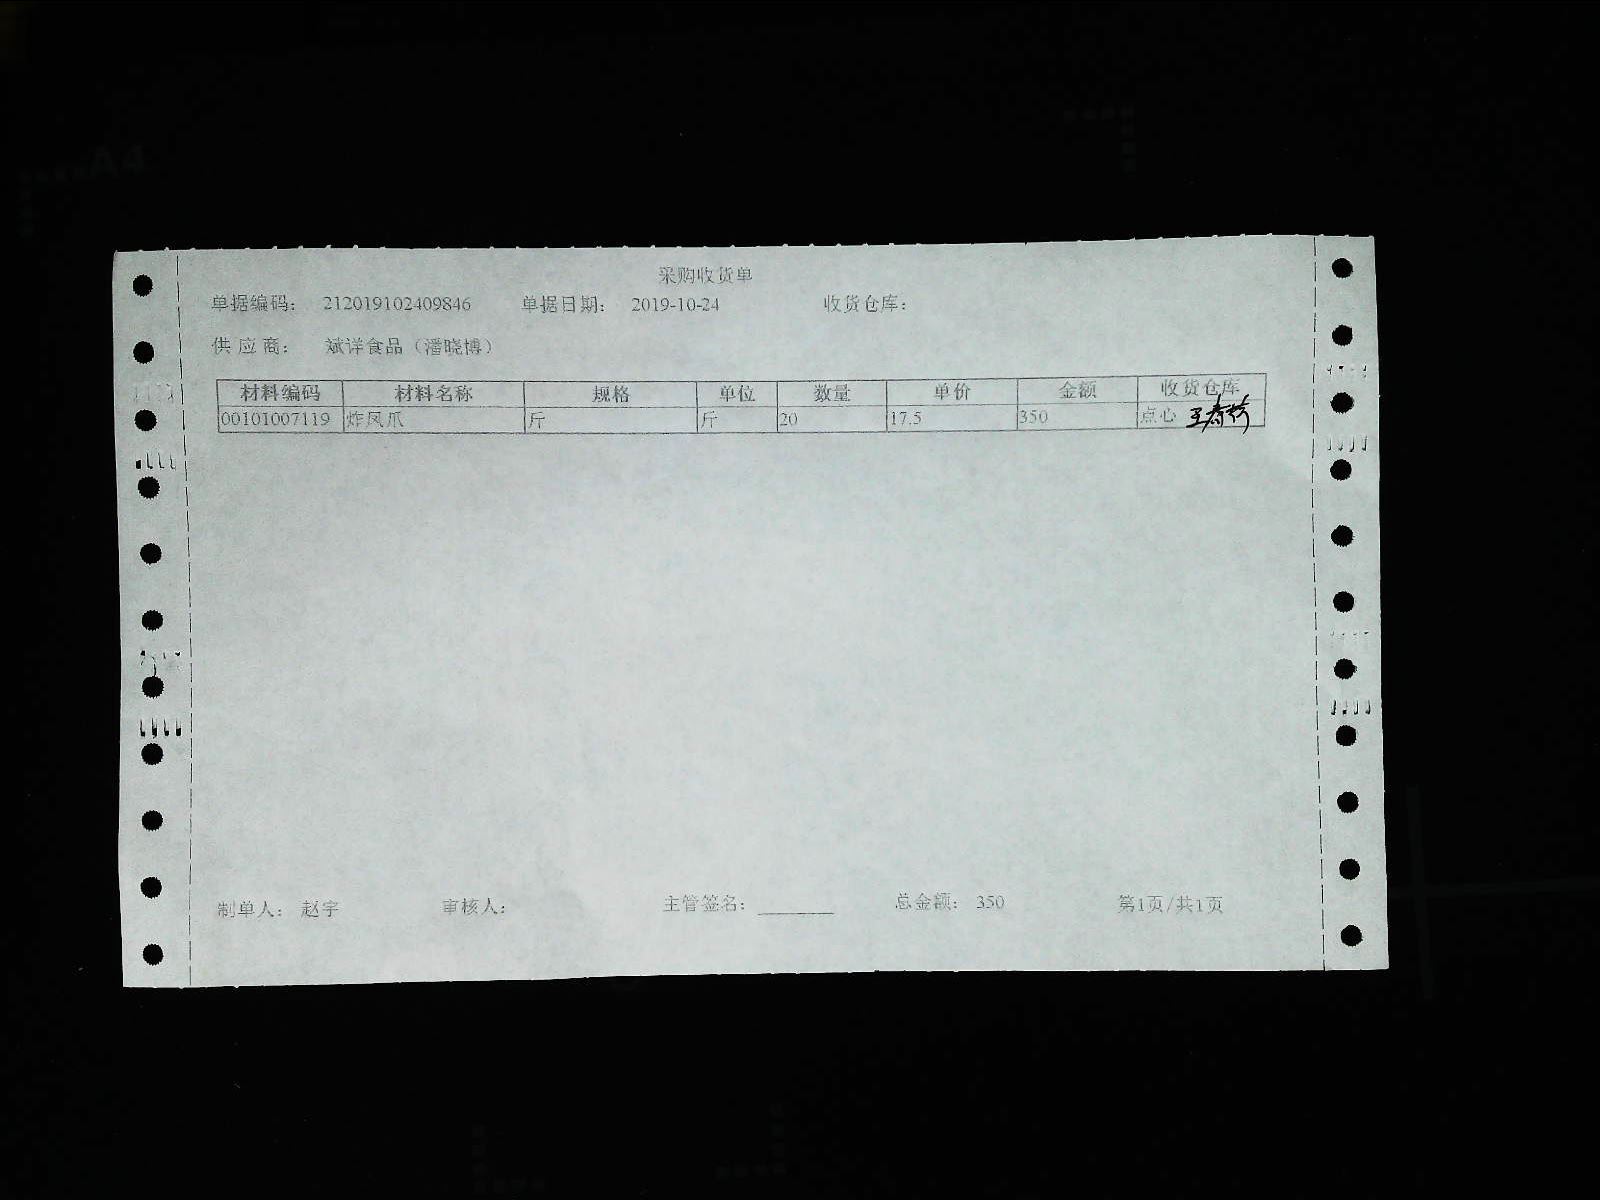 采购收货单
单据编码: 212019102409846 单据日期: 2019-10-24 收货仓库:
供应商: 斌详食品（潘晓博）
材料编码 材料名称 规格 单位 数量 单价 金额 收货仓库
00101007119 炸凤爪 斤 斤 20 17.5 350 点心
制单人: 赵宇 审核人: 主管签名: ________ 总金额: 350 第1页/共1页